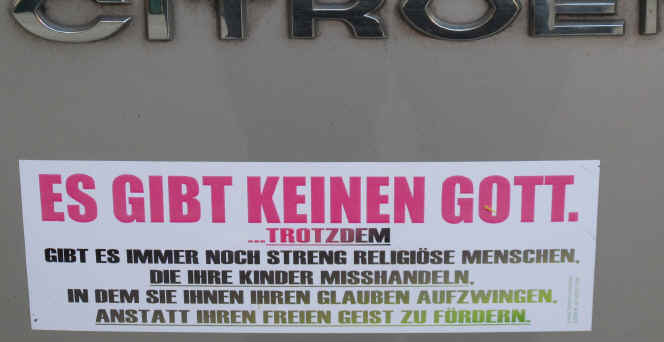 CITROË
ES GIBT KEINEN GOTT.
...TROTZDEM
GIBT ES IMMER NOCH STRENG RELIGIÖSE MENSCHEN,
DIE IHRE KINDER MISSHANDELN,
IN DEM SIE IHNEN IHREN GLAUBEN AUFZWINGEN,
ANSTATT IHREN FREIEN GEIST ZU FÖRDERN.